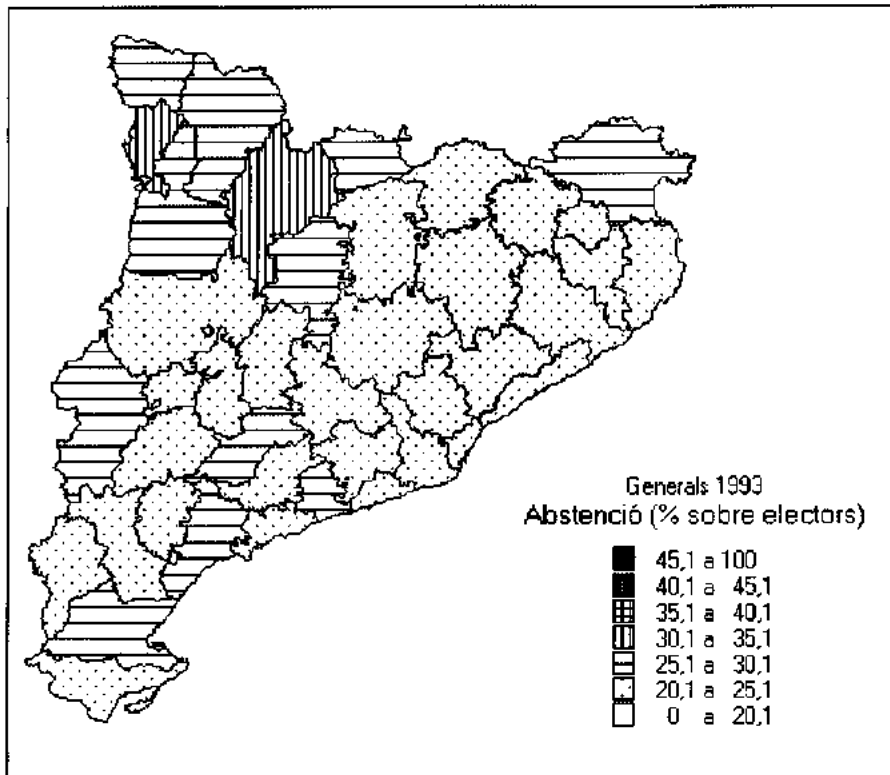 Generals 1993
Abstenció (% sobre electors)
45,1 a 100
40,1 a 45,1
35,1 a 40,1
30,1 a 35,1
25,1 a 30,1
20,1 a 25,1
0 a 20,1